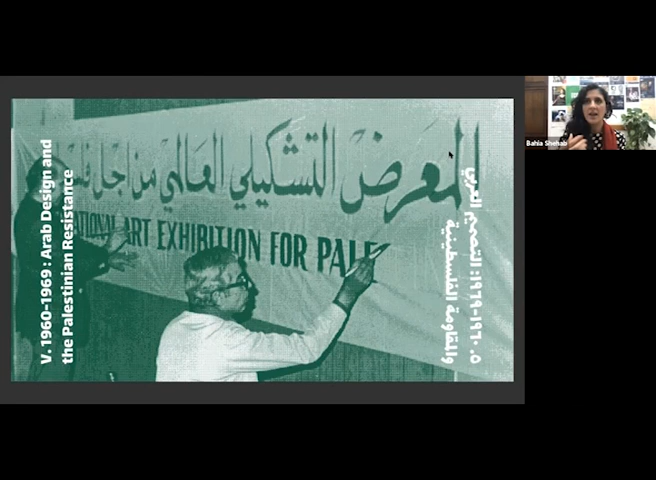 المعرض التشكيلي العالمي من اجل
ATIONAL ART EXHIBITION FOR PALE
V. 1960-1969 : Arab Design and
the Palestinian Resistance
٥. ١٩٦٠-١٩٦٩: التصميم العربي
والمقاومة الفلسطينية
Bahia Shehab